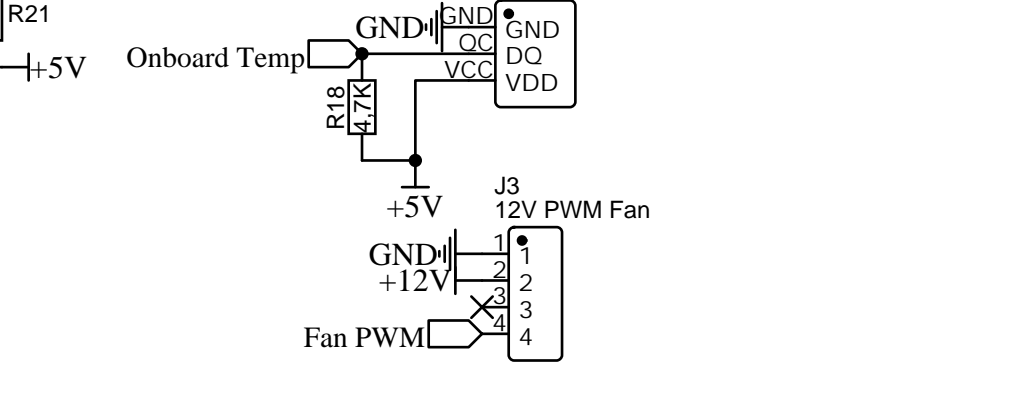 R21
+5V
GND
GND
GND
Onboard Temp
QC
DQ
VCC
VDD
R18
4,7K
+5V
J3
12V PWM Fan
GND
1
1
+12V
2
2
3
3
Fan PWM
4
4